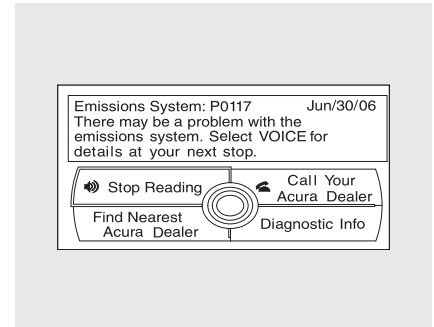 Emissions System: P0117 Jun/30/06
There may be a problem with the
emissions system. Select VOICE for
details at your next stop.
Stop Reading
Call Your
Acura Dealer
Find Nearest
Acura Dealer
Diagnostic Info